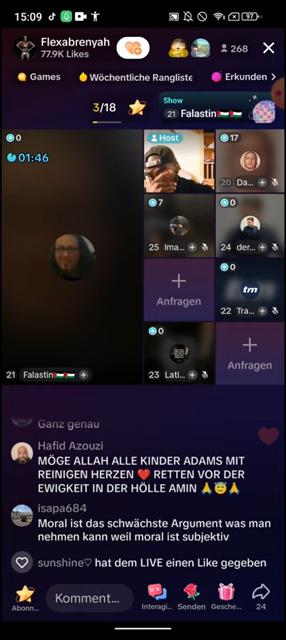 15:09
97
Flexabrenyah
77.9K Likes
268
Games
Wöchentliche Rangliste
Erkunden
3/18
Show
21 Falastin🇵🇸🇵🇸
0
01:46
Host
17
20 Da...
7
25 Ima...
0
24 der...
Anfragen
0
22 Tra...
tm
0
23 Lati...
Anfragen
21 Falastin🇵🇸🇵🇸
Ganz genau
Hafid Azouzi
MÖGE ALLAH ALLE KINDER ADAMS MIT
REINIGEN HERZEN ❤️ RETTEN VOR DER
EWIGKEIT IN DER HÖLLE AMIN 🙏😇🙏
isapa684
Moral ist das schwächste Argument was man
nehmen kann weil moral ist subjektiv
sunshine♡ hat dem LIVE einen Like gegeben
Kommentar...
Abonn...
Interagi...
Senden
Gesche...
24